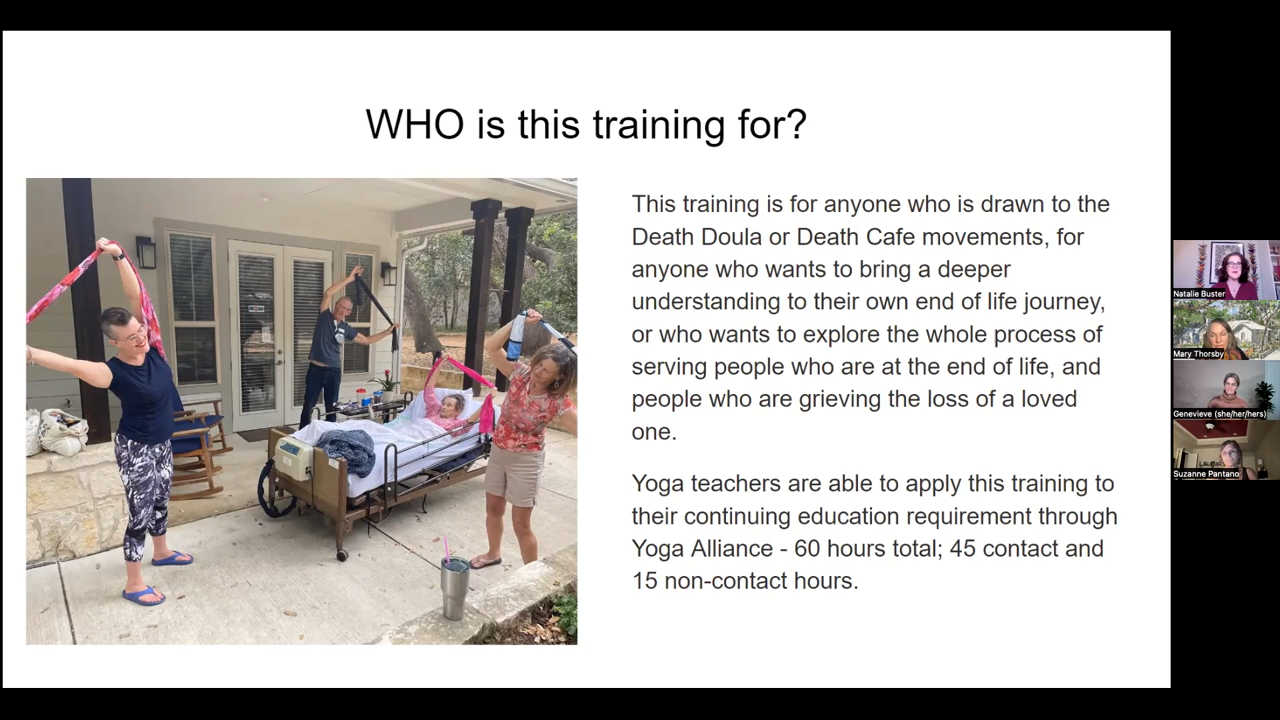 WHO is this training for?
This training is for anyone who is drawn to the
Death Doula or Death Cafe movements, for
anyone who wants to bring a deeper
understanding to their own end of life journey,
or who wants to explore the whole process of
serving people who are at the end of life, and
people who are grieving the loss of a loved
one.
Yoga teachers are able to apply this training to
their continuing education requirement through
Yoga Alliance - 60 hours total; 45 contact and
15 non-contact hours.
Natalie Buster
Mary Thorsby
Genevieve (she/her/hers)
Suzanne Pantano